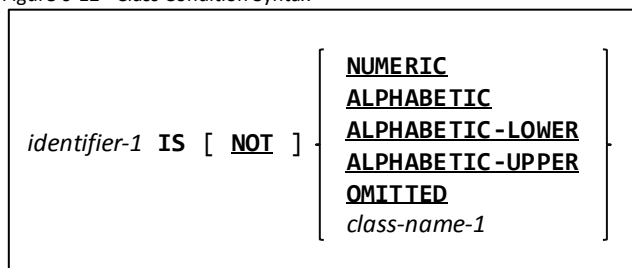 NUMERIC
ALPHABETIC
ALPHABETIC-LOWER
identifier-1 IS [ NOT ]
ALPHABETIC-UPPER
OMITTED
class-name-1